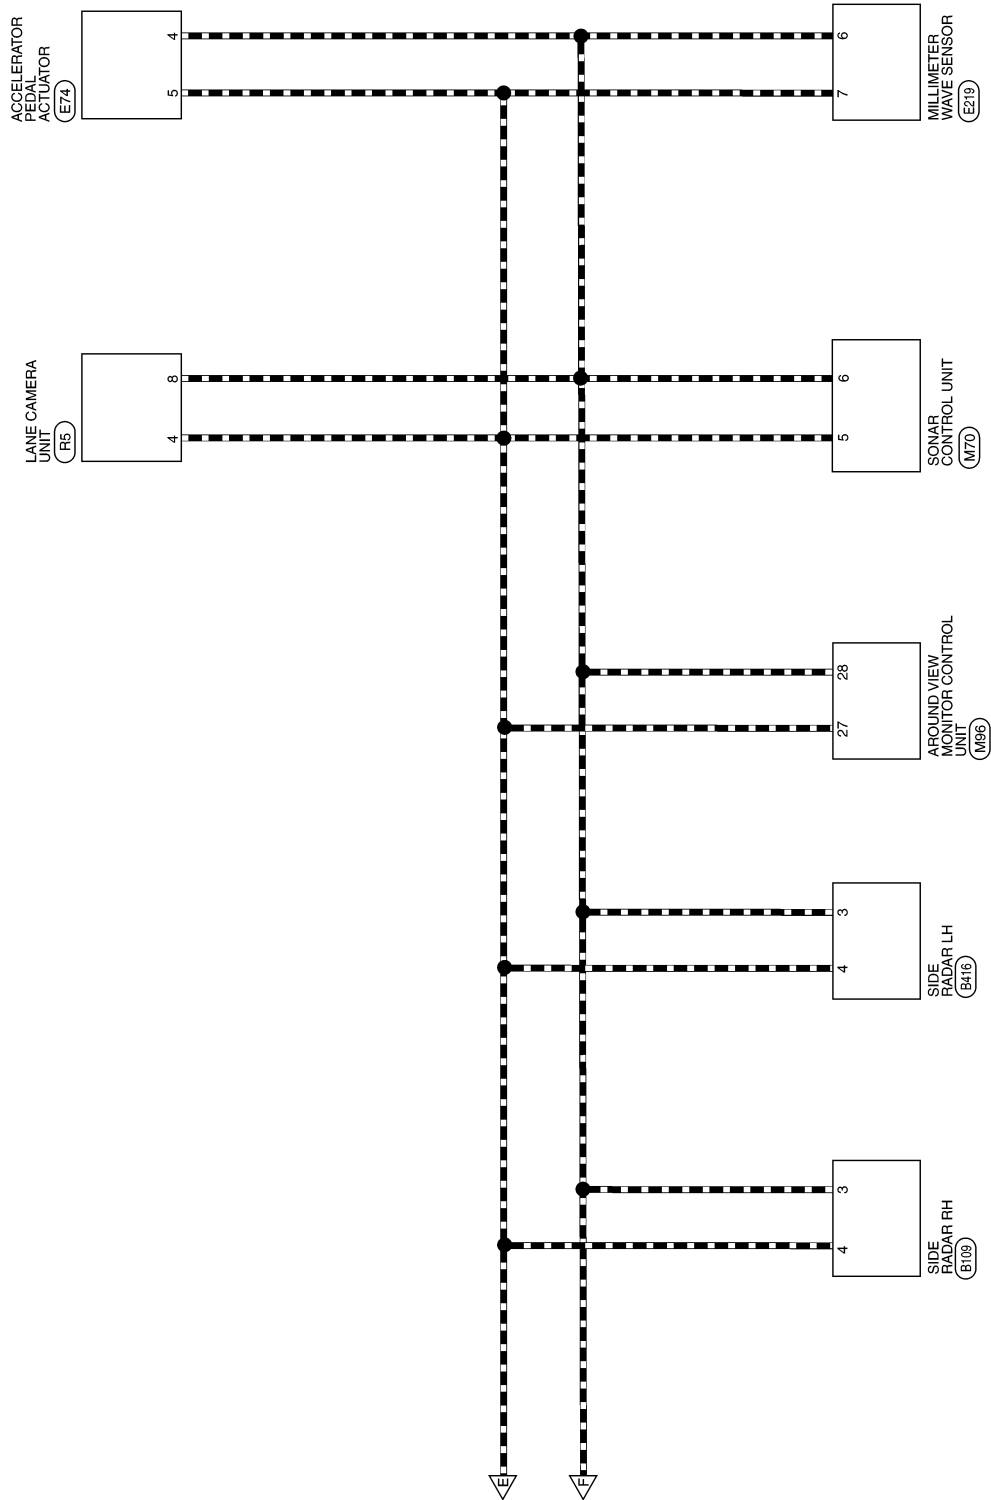 ACCELERATOR
PEDAL
ACTUATOR
E74
4
5
6
7
MILLIMETER
WAVE SENSOR
E219
LANE CAMERA
UNIT
R5
8
4
6
5
SONAR
CONTROL UNIT
M70
28
27
AROUND VIEW
MONITOR CONTROL
UNIT
M96
3
4
SIDE
RADAR LH
B416
3
4
SIDE
RADAR RH
B109
E
F